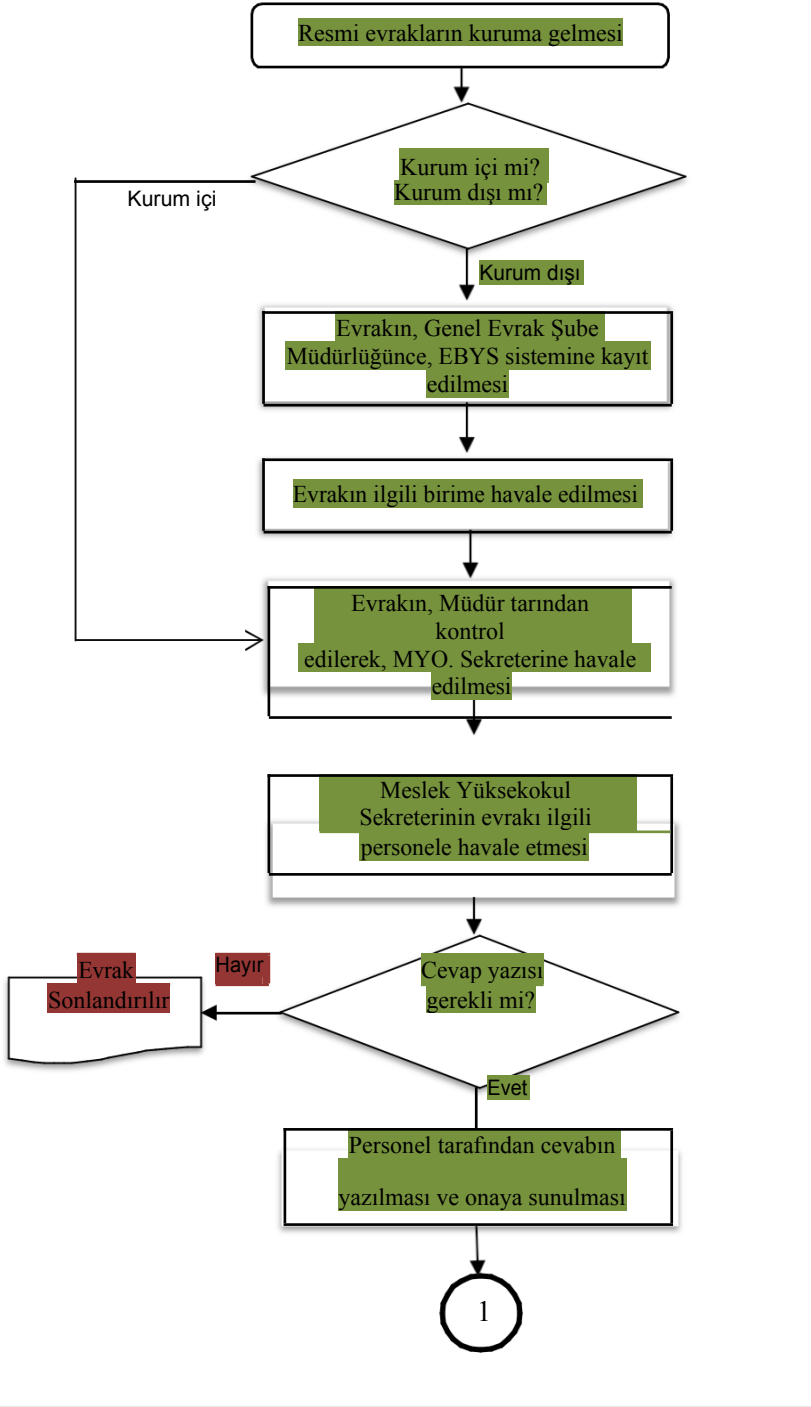 Resmi evrakların kuruma gelmesi
Kurum içi mi?
Kurum dışı mı?
Kurum içi
Kurum dışı
Evrakın, Genel Evrak Şube
Müdürlüğünce, EBYS sistemine kayıt
edilmesi
Evrakın ilgili birime havale edilmesi
Evrakın, Müdür tarından
kontrol
edilerek, MYO. Sekreterine havale
edilmesi
Meslek Yüksekokul
Sekreterinin evrakı ilgili
personele havale etmesi
Cevap yazısı
gerekli mi?
Hayır
Evrak
Sonlandırılır
Evet
Personel tarafından cevabın
yazılması ve onaya sunulması
1